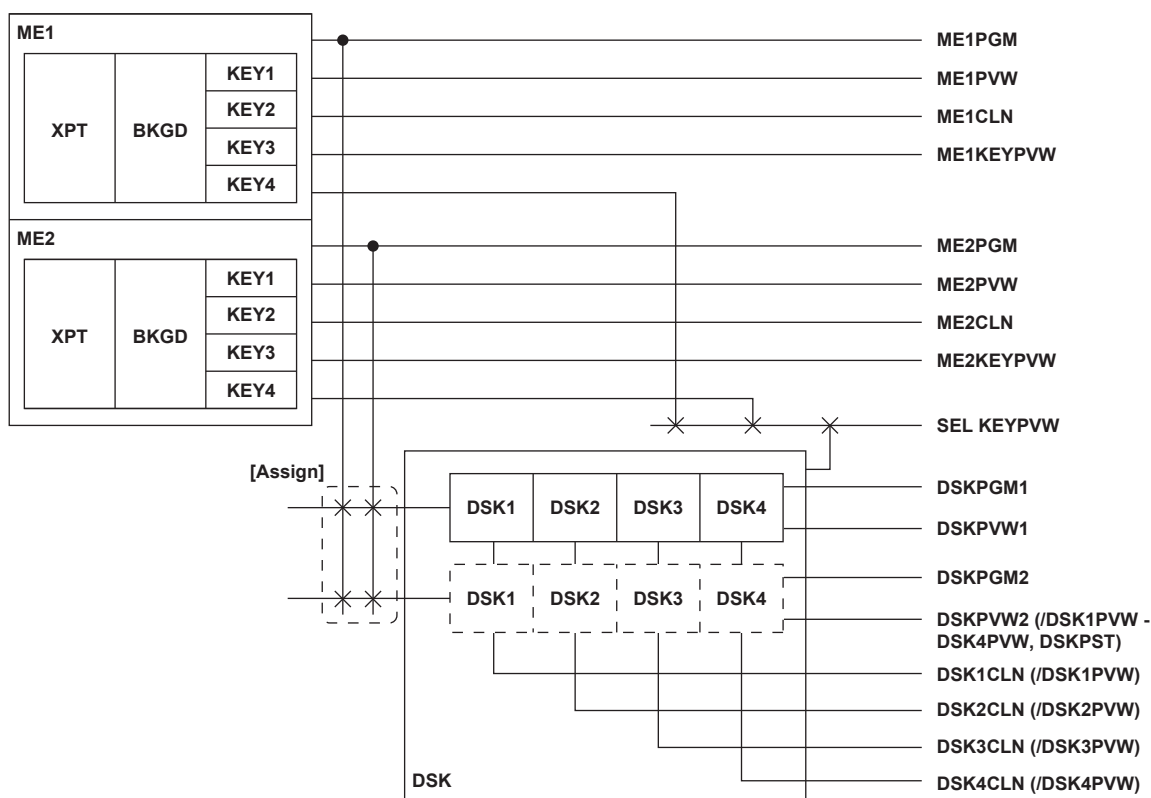 ME1
XPT
BKGD
KEY1
KEY2
KEY3
KEY4
ME1PGM
ME1PVW
ME1CLN
ME1KEYPVW
ME2
XPT
BKGD
KEY1
KEY2
KEY3
KEY4
ME2PGM
ME2PVW
ME2CLN
ME2KEYPVW
SEL KEYPVW
[Assign]
DSK1
DSK2
DSK3
DSK4
DSKPGM1
DSKPVW1
DSK1
DSK2
DSK3
DSK4
DSKPGM2
DSKPVW2 (/DSK1PVW -
DSK4PVW, DSKPST)
DSK1CLN (/DSK1PVW)
DSK2CLN (/DSK2PVW)
DSK3CLN (/DSK3PVW)
DSK
DSK4CLN (/DSK4PVW)